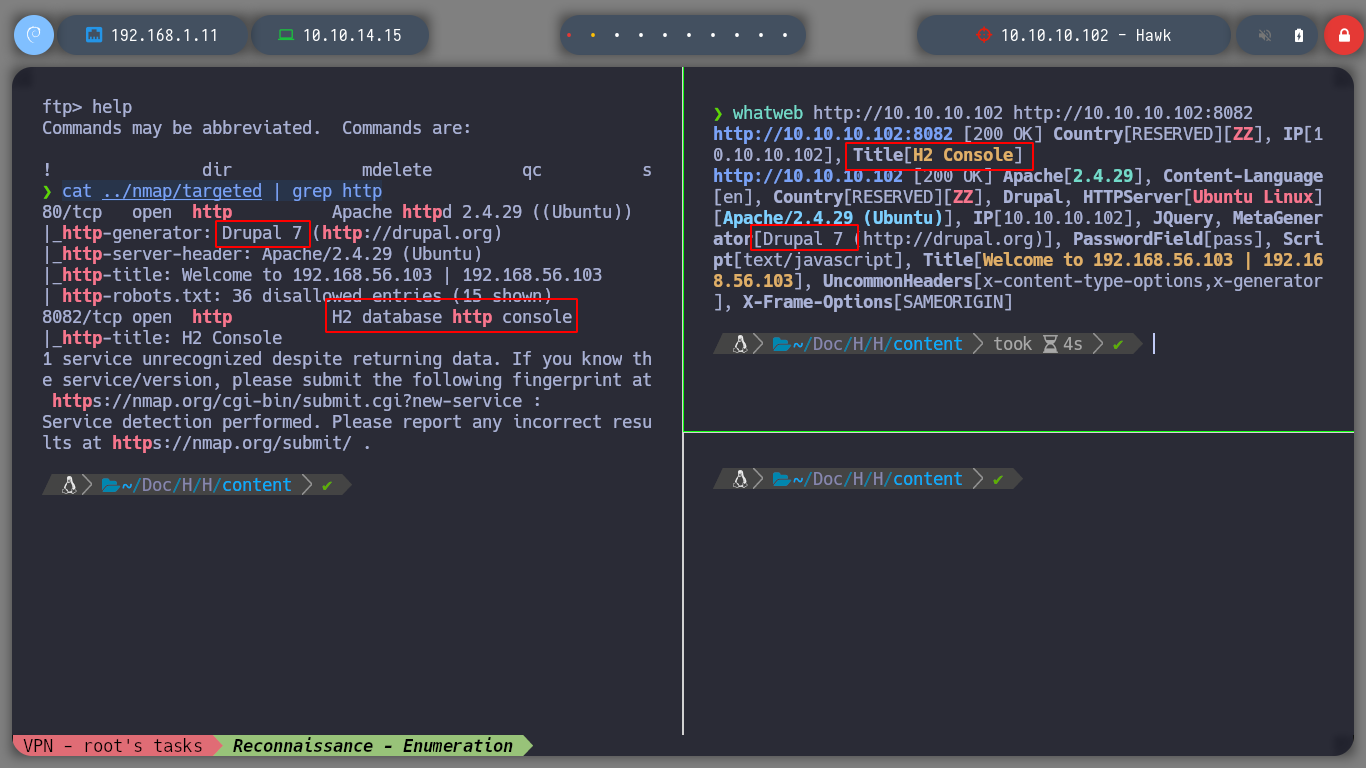 192.168.1.11
10.10.14.15
10.10.10.102 - Hawk
ftp> help
Commands may be abbreviated.  Commands are:
!               dir             mdelete         qc          s
❯ cat ../nmap/targeted | grep http
80/tcp   open  http          Apache httpd 2.4.29 ((Ubuntu))
|_http-generator: Drupal 7 (http://drupal.org)
|_http-server-header: Apache/2.4.29 (Ubuntu)
|_http-title: Welcome to 192.168.56.103 | 192.168.56.103
| http-robots.txt: 36 disallowed entries (15 shown)
8082/tcp open  http          H2 database http console
|_http-title: H2 Console
1 service unrecognized despite returning data. If you know th
e service/version, please submit the following fingerprint at
 https://nmap.org/cgi-bin/submit.cgi?new-service :
Service detection performed. Please report any incorrect resu
lts at https://nmap.org/submit/ .
~/Doc/H/H/content ✔
❯ whatweb http://10.10.10.102 http://10.10.10.102:8082
http://10.10.10.102:8082 [200 OK] Country[RESERVED][ZZ], IP[1
0.10.10.102], Title[H2 Console]
http://10.10.10.102 [200 OK] Apache[2.4.29], Content-Language
[en], Country[RESERVED][ZZ], Drupal, HTTPServer[Ubuntu Linux]
[Apache/2.4.29 (Ubuntu)], IP[10.10.10.102], JQuery, MetaGener
ator[Drupal 7 (http://drupal.org)], PasswordField[pass], Scri
pt[text/javascript], Title[Welcome to 192.168.56.103 | 192.16
8.56.103], UncommonHeaders[x-content-type-options,x-generator
], X-Frame-Options[SAMEORIGIN]
~/Doc/H/H/content took 4s ✔
~/Doc/H/H/content ✔
VPN - root's tasks Reconnaissance - Enumeration